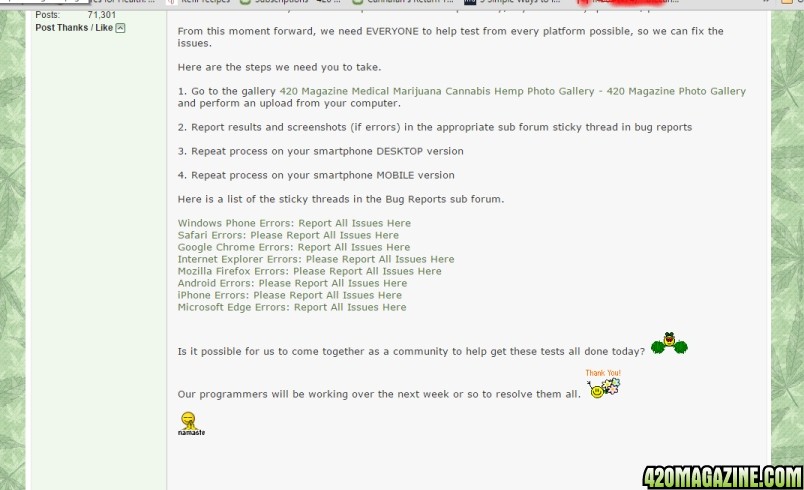 Posts: 71,301
Post Thanks / Like
From this moment forward, we need EVERYONE to help test from every platform possible, so we can fix the
issues.
Here are the steps we need you to take.
1. Go to the gallery 420 Magazine Medical Marijuana Cannabis Hemp Photo Gallery - 420 Magazine Photo Gallery
and perform an upload from your computer.
2. Report results and screenshots (if errors) in the appropriate sub forum sticky thread in bug reports
3. Repeat process on your smartphone DESKTOP version
4. Repeat process on your smartphone MOBILE version
Here is a list of the sticky threads in the Bug Reports sub forum.
Windows Phone Errors: Report All Issues Here
Safari Errors: Please Report All Issues Here
Google Chrome Errors: Report All Issues Here
Internet Explorer Errors: Please Report All Issues Here
Mozilla Firefox Errors: Please Report All Issues Here
Android Errors: Please Report All Issues Here
iPhone Errors: Please Report All Issues Here
Microsoft Edge Errors: Report All Issues Here
Is it possible for us to come together as a community to help get these tests all done today?
Thank You!
Our programmers will be working over the next week or so to resolve them all.
namaste
420MAGAZINE.COM